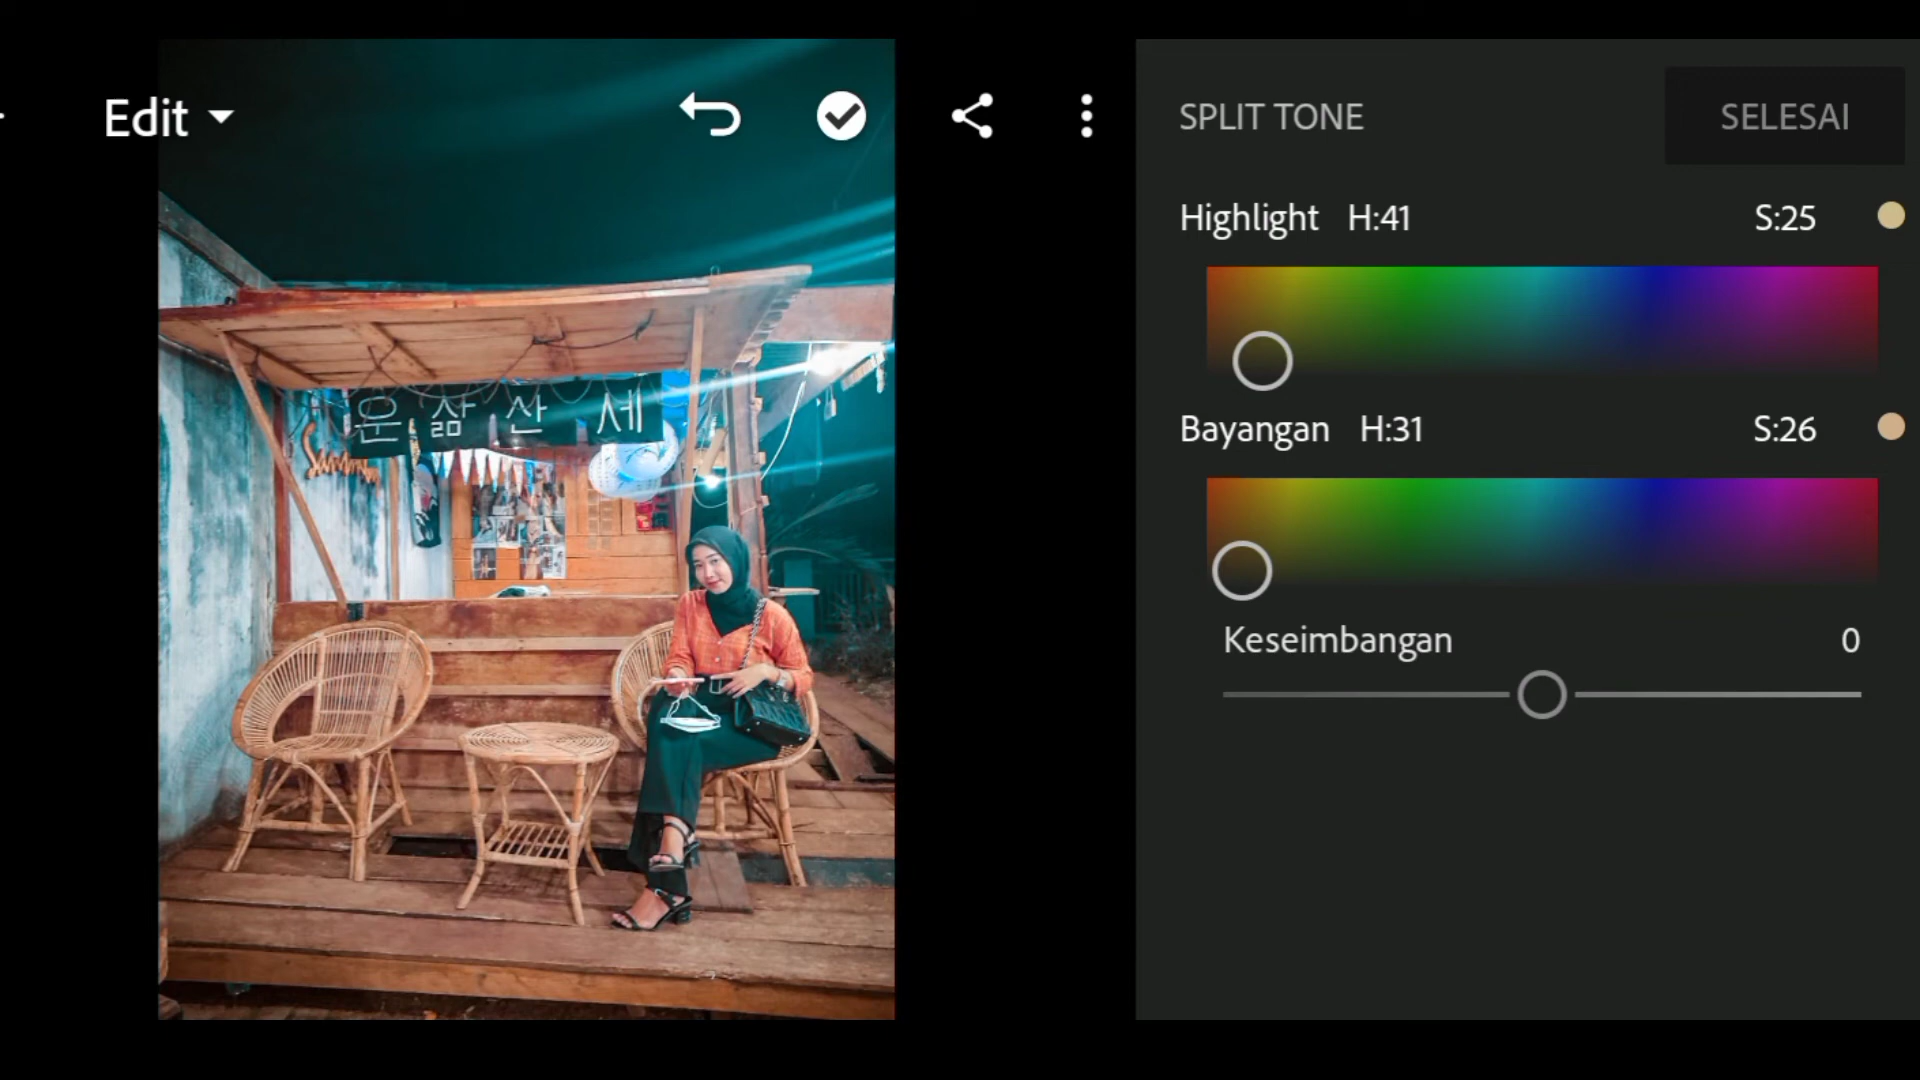 Edit
SPLIT TONE
SELESAI
Highlight H:41 S:25
Bayangan H:31 S:26
Keseimbangan 0
운 삶 산 세